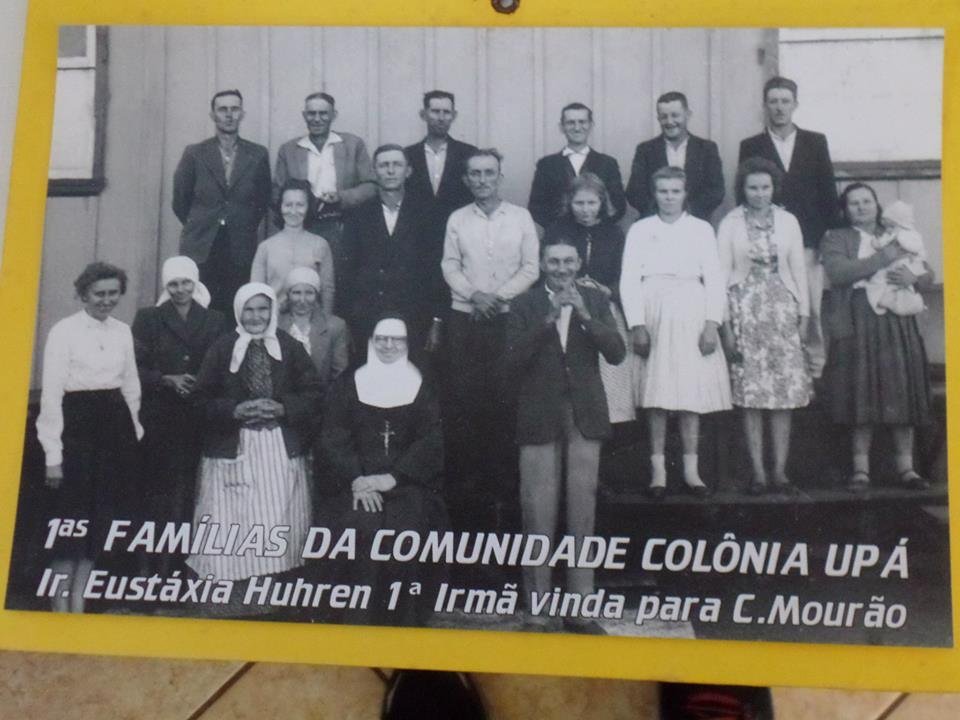 1as FAMÍLIAS DA COMUNIDADE COLÔNIA UPÁ
Ir. Eustáxia Huhren 1ª Irmã vinda para C.Mourão